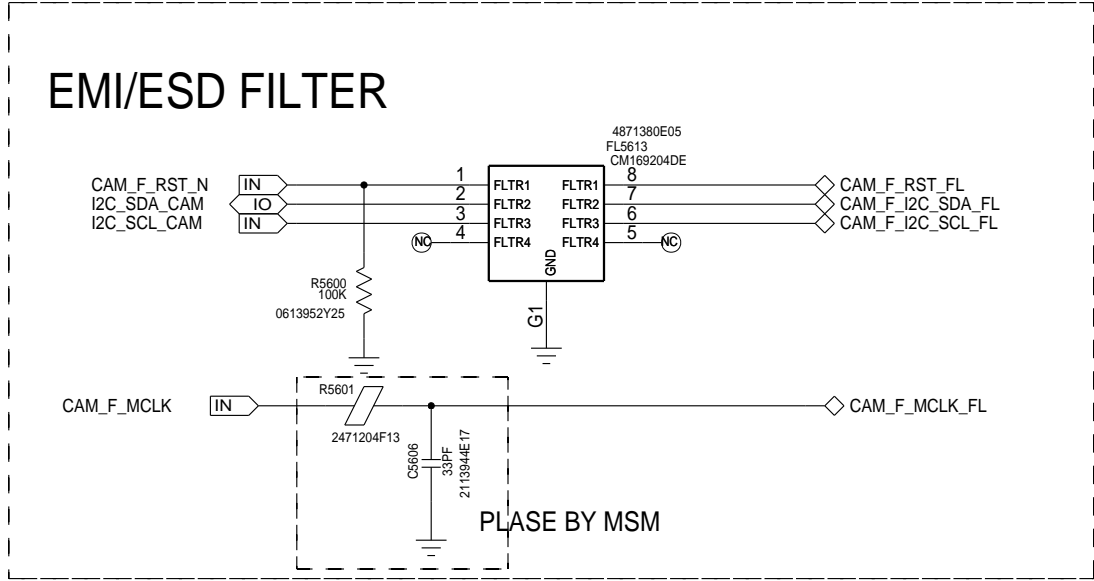 EMI/ESD FILTER
4871380E05
FL5613
CM169204DE
CAM_F_RST_N IN 1 FLTR1 FLTR1 8 CAM_F_RST_FL
I2C_SDA_CAM IO 2 FLTR2 FLTR2 7 CAM_F_I2C_SDA_FL
I2C_SCL_CAM IN 3 FLTR3 FLTR3 6 CAM_F_I2C_SCL_FL
NC 4 FLTR4 FLTR4 5 NC
GND
G1
R5600
100K
0613952Y25
R5601
CAM_F_MCLK IN CAM_F_MCLK_FL
2471204F13
C5606
33PF
2113944E17
PLASE BY MSM